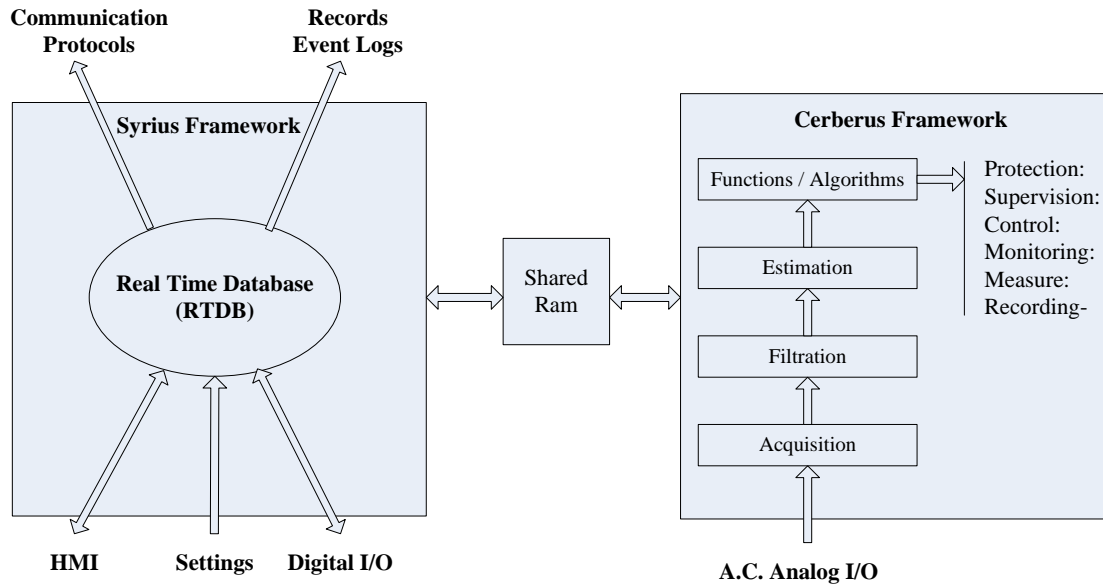 Communication
Protocols
Records
Event Logs
Syrius Framework
Real Time Database
(RTDB)
HMI
Settings
Digital I/O
Shared
Ram
Cerberus Framework
Functions / Algorithms
Estimation
Filtration
Acquisition
Protection:
Supervision:
Control:
Monitoring:
Measure:
Recording-
A.C. Analog I/O